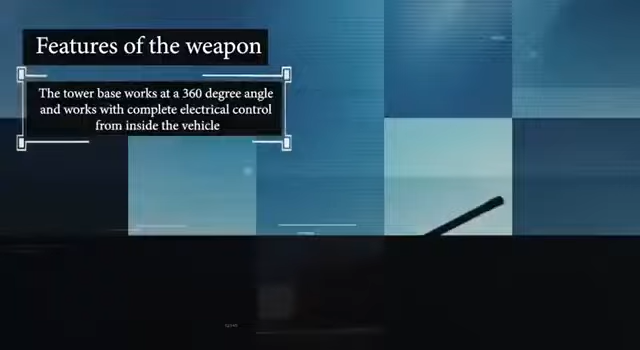 Features of the weapon
The tower base works at a 360 degree angle
and works with complete electrical control
from inside the vehicle